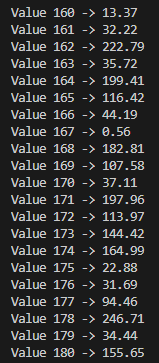 Value 160 -> 13.37
Value 161 -> 32.22
Value 162 -> 222.79
Value 163 -> 35.72
Value 164 -> 199.41
Value 165 -> 116.42
Value 166 -> 44.19
Value 167 -> 0.56
Value 168 -> 182.81
Value 169 -> 107.58
Value 170 -> 37.11
Value 171 -> 197.96
Value 172 -> 113.97
Value 173 -> 144.42
Value 174 -> 164.99
Value 175 -> 22.88
Value 176 -> 31.69
Value 177 -> 94.46
Value 178 -> 246.71
Value 179 -> 34.44
Value 180 -> 155.65